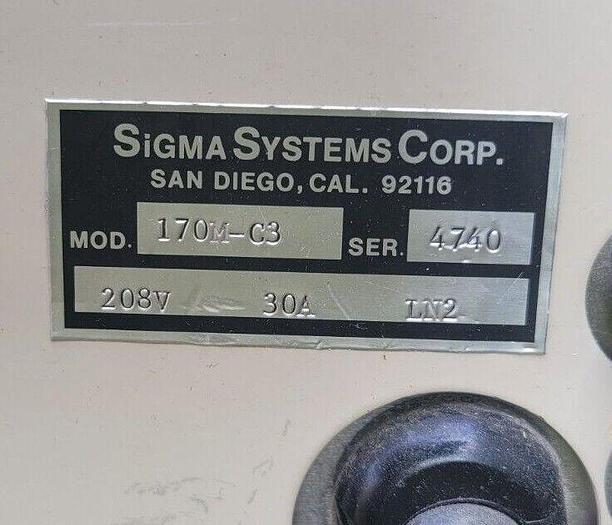 SiGMA SYSTEMS CORP.
SAN DIEGO, CAL. 92116
MOD. 170M-C3 SER. 4740
208V 30A LN2